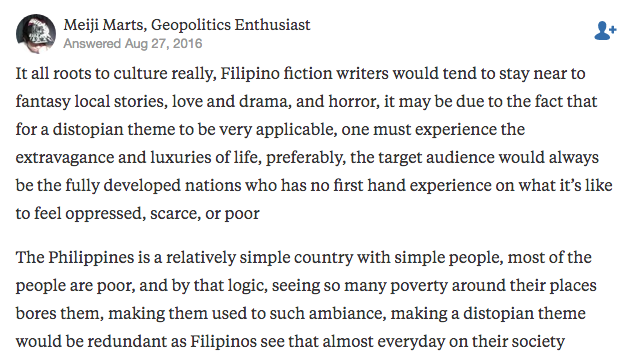 Meiji Marts, Geopolitics Enthusiast
Answered Aug 27, 2016
It all roots to culture really, Filipino fiction writers would tend to stay near to
fantasy local stories, love and drama, and horror, it may be due to the fact that
for a distopian theme to be very applicable, one must experience the
extravagance and luxuries of life, preferably, the target audience would always
be the fully developed nations who has no first hand experience on what it's like
to feel oppressed, scarce, or poor
The Philippines is a relatively simple country with simple people, most of the
people are poor, and by that logic, seeing so many poverty around their places
bores them, making them used to such ambiance, making a distopian theme
would be redundant as Filipinos see that almost everyday on their society